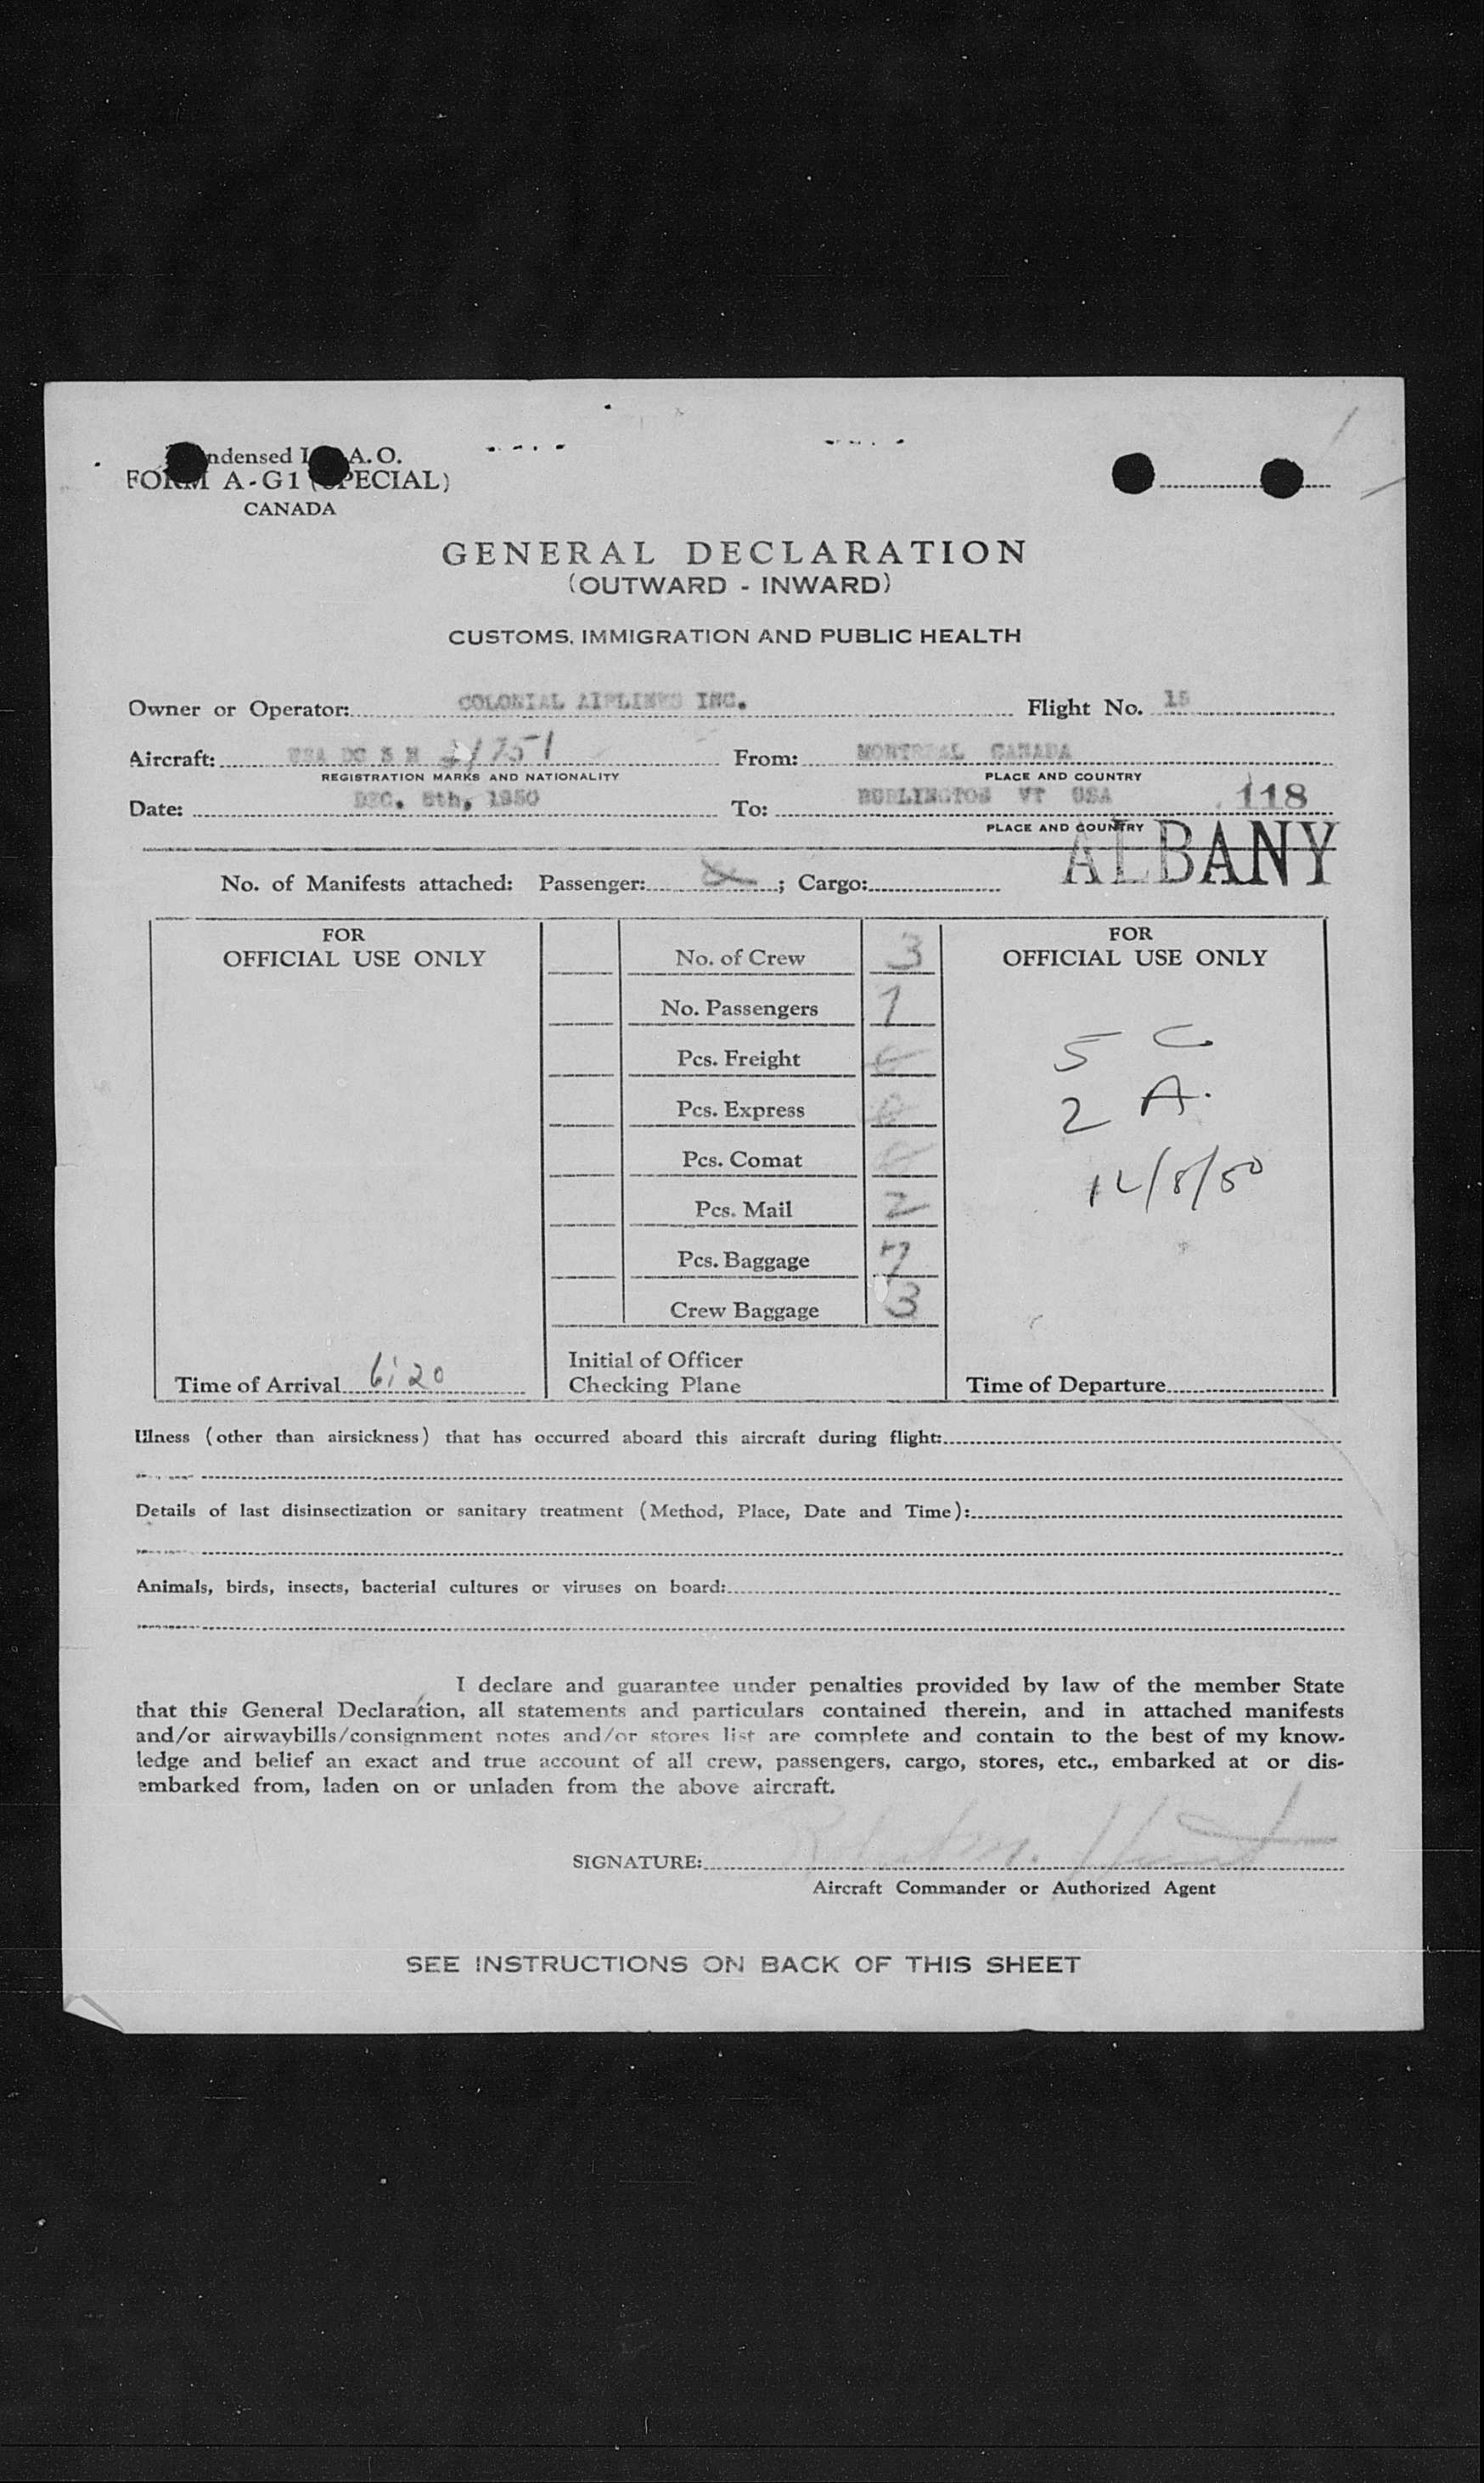 ndensed I A.O.
FORM A-G1 (SPECIAL)
CANADA
GENERAL DECLARATION
(OUTWARD - INWARD)
CUSTOMS, IMMIGRATION AND PUBLIC HEALTH
Owner or Operator: COLONIAL AIRLINES INC. Flight No. 15
Aircraft: USA DC 3 N 21751 From: MONTREAL CANADA
REGISTRATION MARKS AND NATIONALITY PLACE AND COUNTRY
Date: DEC. 8th, 1950 To: BURLINGTON VT USA 118
PLACE AND COUNTRY
ALBANY
No. of Manifests attached: Passenger: ; Cargo:
FOR
OFFICIAL USE ONLY
No. of Crew 3
No. Passengers 7
Pcs. Freight
Pcs. Express
Pcs. Comat
Pcs. Mail 2
Pcs. Baggage 7
Crew Baggage 3
FOR
OFFICIAL USE ONLY
5 C
2 A.
12/8/50
Time of Arrival 6:20
Initial of Officer
Checking Plane
Time of Departure
Illness (other than airsickness) that has occurred aboard this aircraft during flight:
Details of last disinsectization or sanitary treatment (Method, Place, Date and Time):
Animals, birds, insects, bacterial cultures or viruses on board:
I declare and guarantee under penalties provided by law of the member State
that this General Declaration, all statements and particulars contained therein, and in attached manifests
and/or airwaybills/consignment notes and/or stores list are complete and contain to the best of my know-
ledge and belief an exact and true account of all crew, passengers, cargo, stores, etc., embarked at or dis-
embarked from, laden on or unladen from the above aircraft.
SIGNATURE: Robert M. Hunt
Aircraft Commander or Authorized Agent
SEE INSTRUCTIONS ON BACK OF THIS SHEET